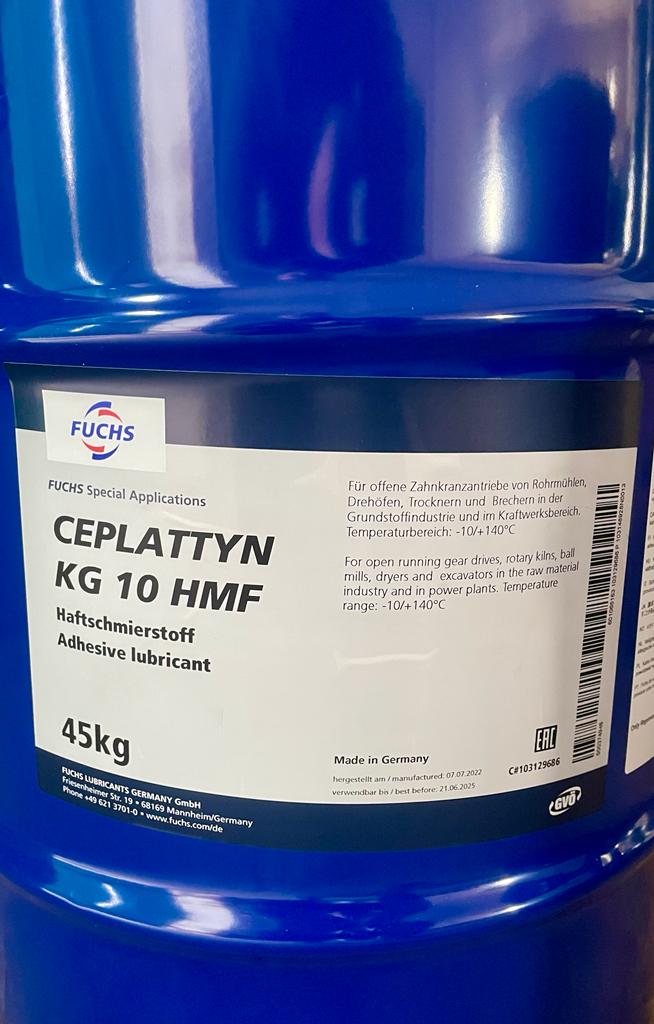 FUCHS
FUCHS Special Applications
CEPLATTYN
KG 10 HMF
Haftschmierstoff
Adhesive lubricant
45kg
FUCHS LUBRICANTS GERMANY GmbH
Friesenheimer Str. 19 • 68169 Mannheim/Germany
Phone +49 621 3701-0 • www.fuchs.com/de
Für offene Zahnkranzantriebe von Rohrmühlen,
Drehöfen, Trocknern und Brechern in der
Grundstoffindustrie und im Kraftwerksbereich.
Temperaturbereich: -10/+140°C
For open running gear drives, rotary kilns, ball
mills, dryers and excavators in the raw material
industry and in power plants. Temperature
range: -10/+140°C
Made in Germany
hergestellt am / manufactured: 07.07.2022
verwendbar bis / best before: 21.06.2025
EAC
C#103129686
GVÖ